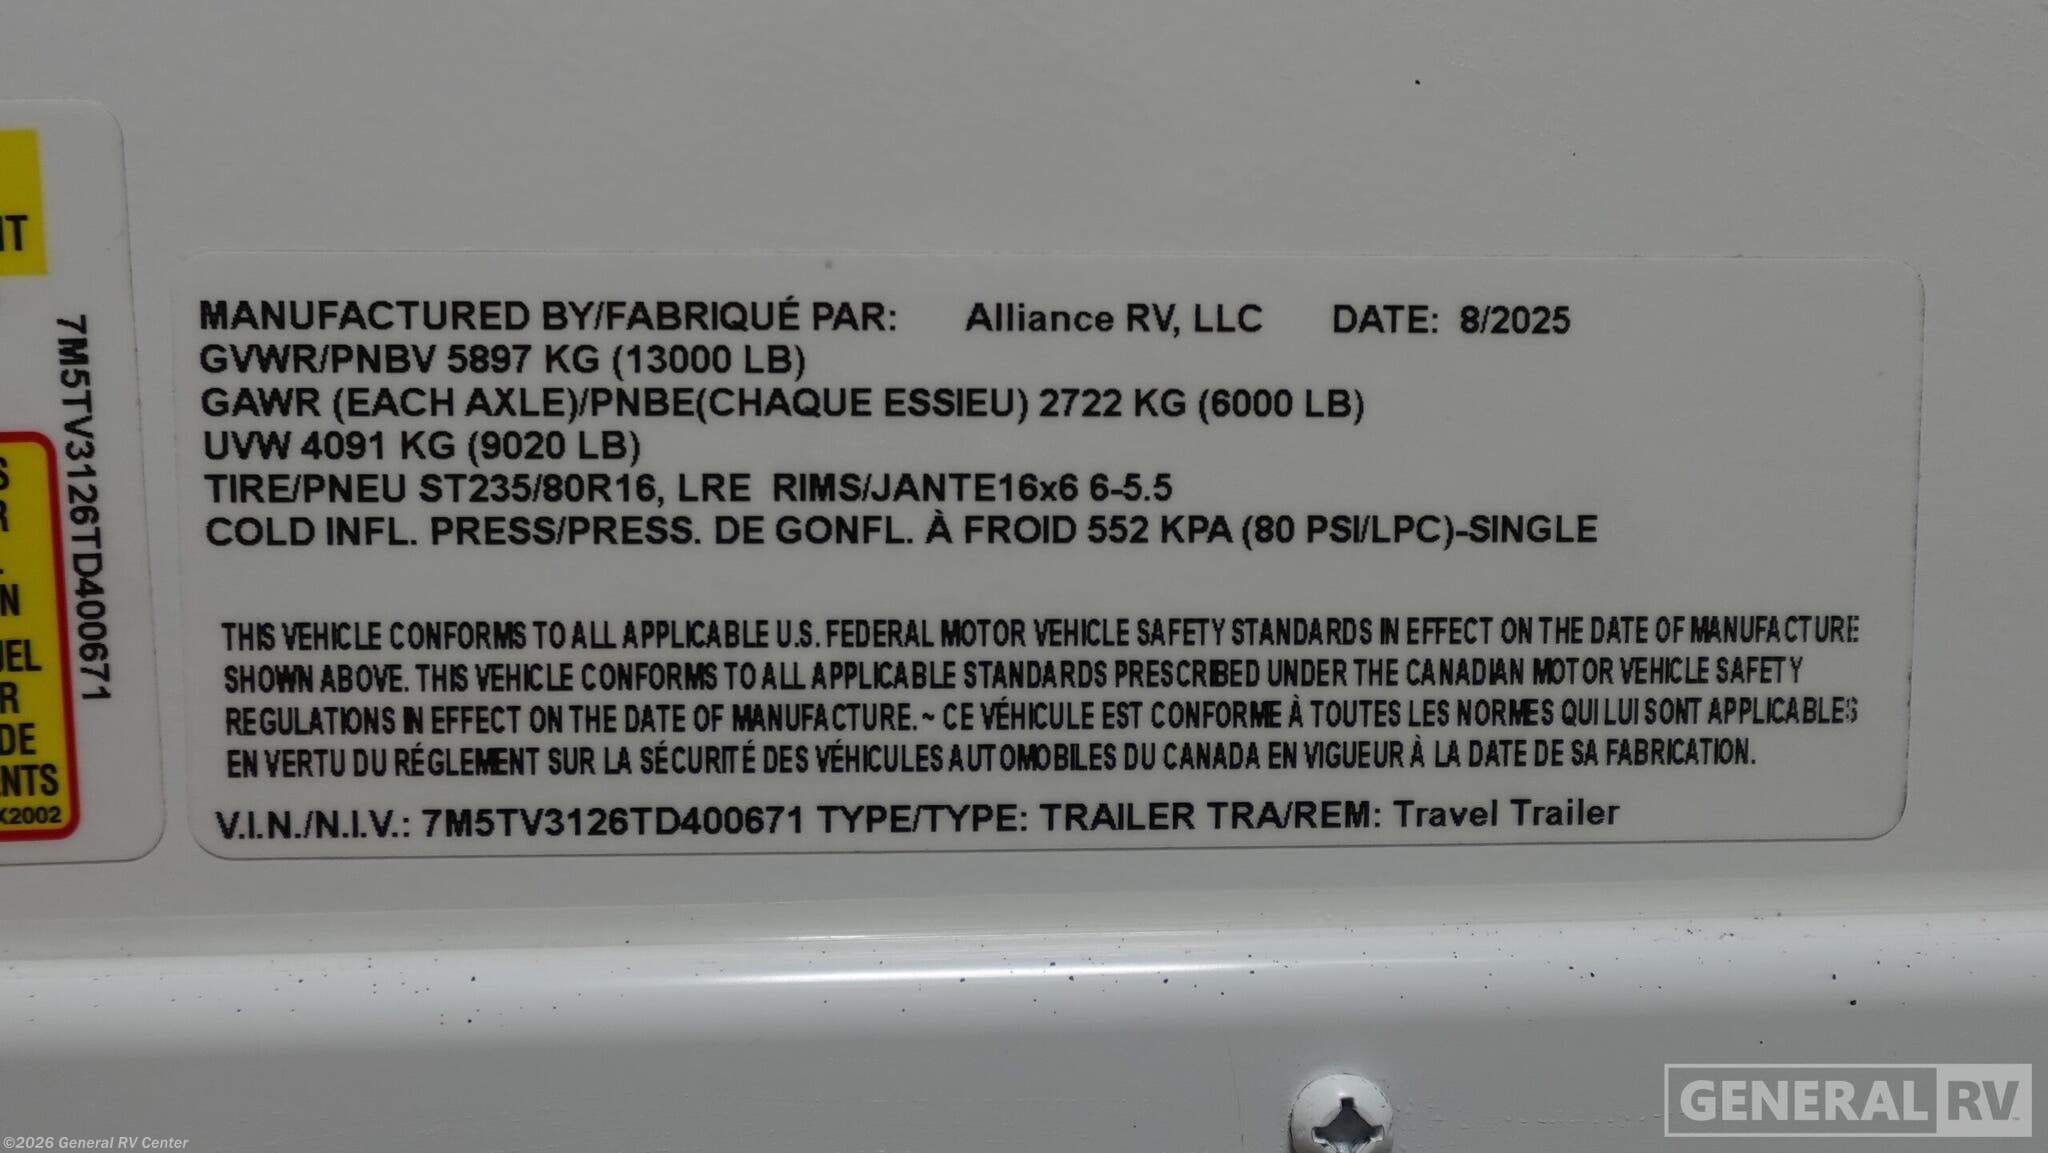 MANUFACTURED BY/FABRIQUÉ PAR: Alliance RV, LLC DATE: 8/2025
GVWR/PNBV 5897 KG (13000 LB)
GAWR (EACH AXLE)/PNBE(CHAQUE ESSIEU) 2722 KG (6000 LB)
UVW 4091 KG (9020 LB)
TIRE/PNEU ST235/80R16, LRE RIMS/JANTE16x6 6-5.5
COLD INFL. PRESS/PRESS. DE GONFL. À FROID 552 KPA (80 PSI/LPC)-SINGLE
THIS VEHICLE CONFORMS TO ALL APPLICABLE U.S. FEDERAL MOTOR VEHICLE SAFETY STANDARDS IN EFFECT ON THE DATE OF MANUFACTURE
SHOWN ABOVE. THIS VEHICLE CONFORMS TO ALL APPLICABLE STANDARDS PRESCRIBED UNDER THE CANADIAN MOTOR VEHICLE SAFETY
REGULATIONS IN EFFECT ON THE DATE OF MANUFACTURE. ~ CE VÉHICULE EST CONFORME À TOUTES LES NORMES QUI LUI SONT APPLICABLES
EN VERTU DU RÉGLEMENT SUR LA SÉCURITÉ DES VÉHICULES AUTOMOBILES DU CANADA EN VIGUEUR À LA DATE DE SA FABRICATION.
V.I.N./N.I.V.: 7M5TV3126TD400671 TYPE/TYPE: TRAILER TRA/REM: Travel Trailer
7M5TV3126TD400671
DE
GENERAL RV
©2026 General RV Center